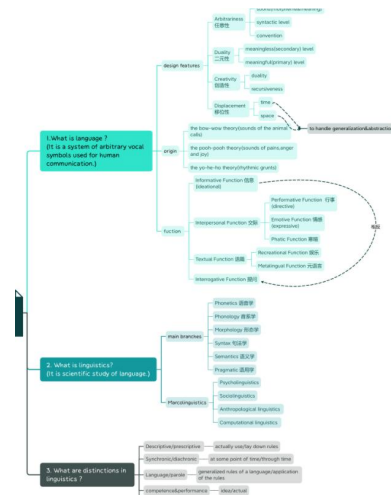 Arbitrariness
任意性
syntactic level
convention
design features
Duality
二元性
meaningless(secondary) level
meaningful(primary) level
Creativity
创造性
duality
recursiveness
Displacement
移位性
time
space
to handle generalization&abstraction
1.What is language ?
(It is a system of arbitrary vocal
symbols used for human
communication.)
origin
the bow-wow theory(sounds of the animal
calls)
the pooh-pooh theory(sounds of pains,anger
and joy)
the yo-he-ho theory(rhythmic grunts)
fuction
Informative Function 信息
(ideational)
Interpersonal Function 交际
Performative Function 行事
(directive)
Emotive Function 情感
(expressive)
Phatic Function 寒暄
Textual Function 语篇
Recreational Function 娱乐
Metalingual Function 元语言
Interrogative Function 提问
2. What is linguistics?
(It is scientific study of language.)
main branches
Phonetics 语音学
Phonology 音系学
Morphology 形态学
Syntax 句法学
Semantics 语义学
Pragmatic 语用学
Marcolinguistics
Psycholinguistics
Sociolinguistics
Anthropological linguistics
Computational linguistics
3. What are distinctions in
linguistics ?
Descriptive/prescriptive
actually use/lay down rules
Synchronic/diachronic
at some point of time/through time
Language/parole
generalized rules of a language/application
of the rules
competence&performance
idea/actual